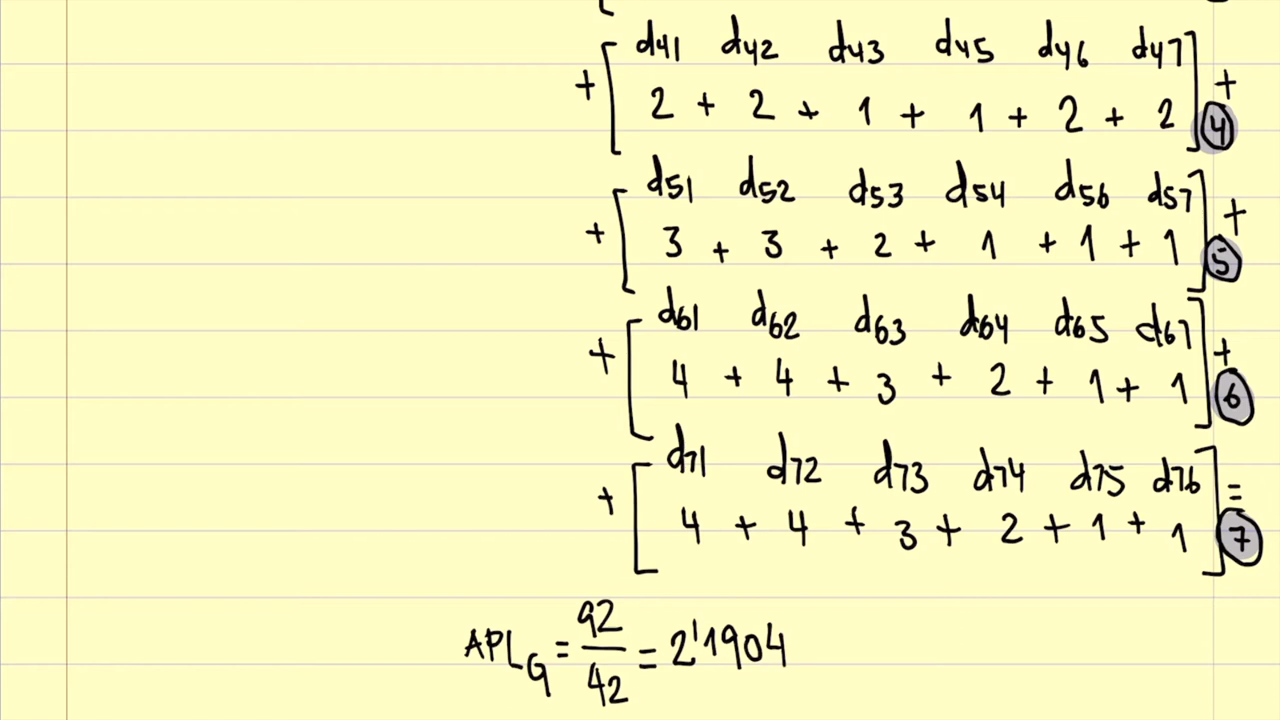 d41 d42 d43 d45 d46 d47
+ [ 2 + 2 + 1 + 1 + 2 + 2 ] + 4
d51 d52 d53 d54 d56 d57
+ [ 3 + 3 + 2 + 1 + 1 + 1 ] + 5
d61 d62 d63 d64 d65 d67
+ [ 4 + 4 + 3 + 2 + 1 + 1 ] + 6
d71 d72 d73 d74 d75 d76
+ [ 4 + 4 + 3 + 2 + 1 + 1 ] = 7
APLG = 92/42 = 2'1904